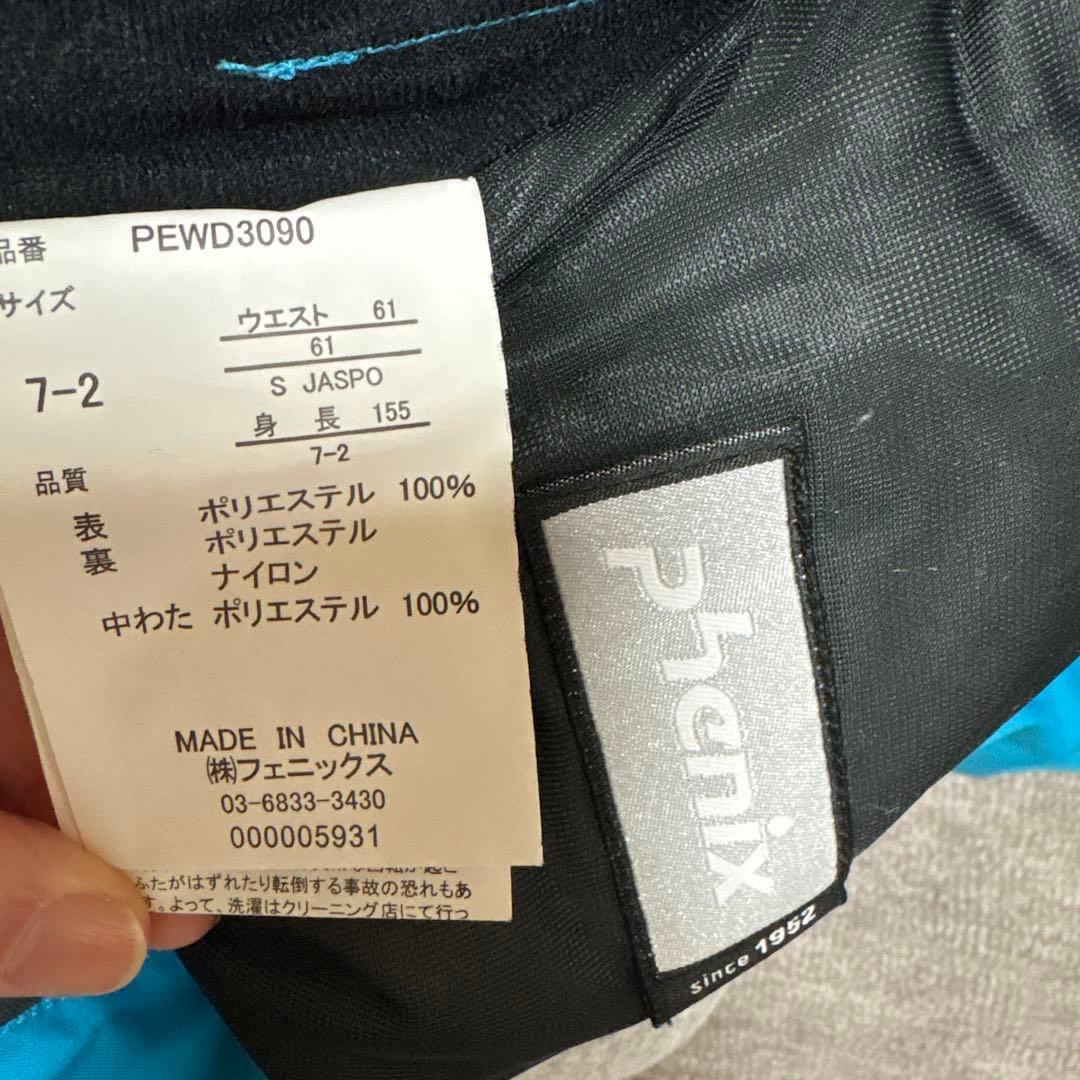 品番 PEWD3090
サイズ
ウエスト 61
61
7-2
S JASPO
身 長 155
7-2
品質
表 ポリエステル 100%
裏 ポリエステル
ナイロン
中わた ポリエステル 100%
MADE IN CHINA
㈱フェニックス
03-6833-3430
000005931
ふたがはずれたり転倒する事故の恐れもあ
す。よって、洗濯はクリーニング店にて行っ
phenix
since 1952